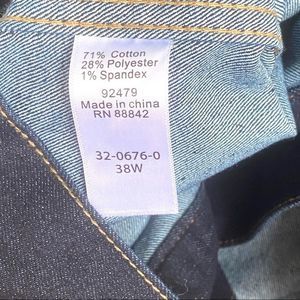 71% Cotton
28% Polyester
1% Spandex
92479
Made in china
RN 88842
32-0676-0
38W